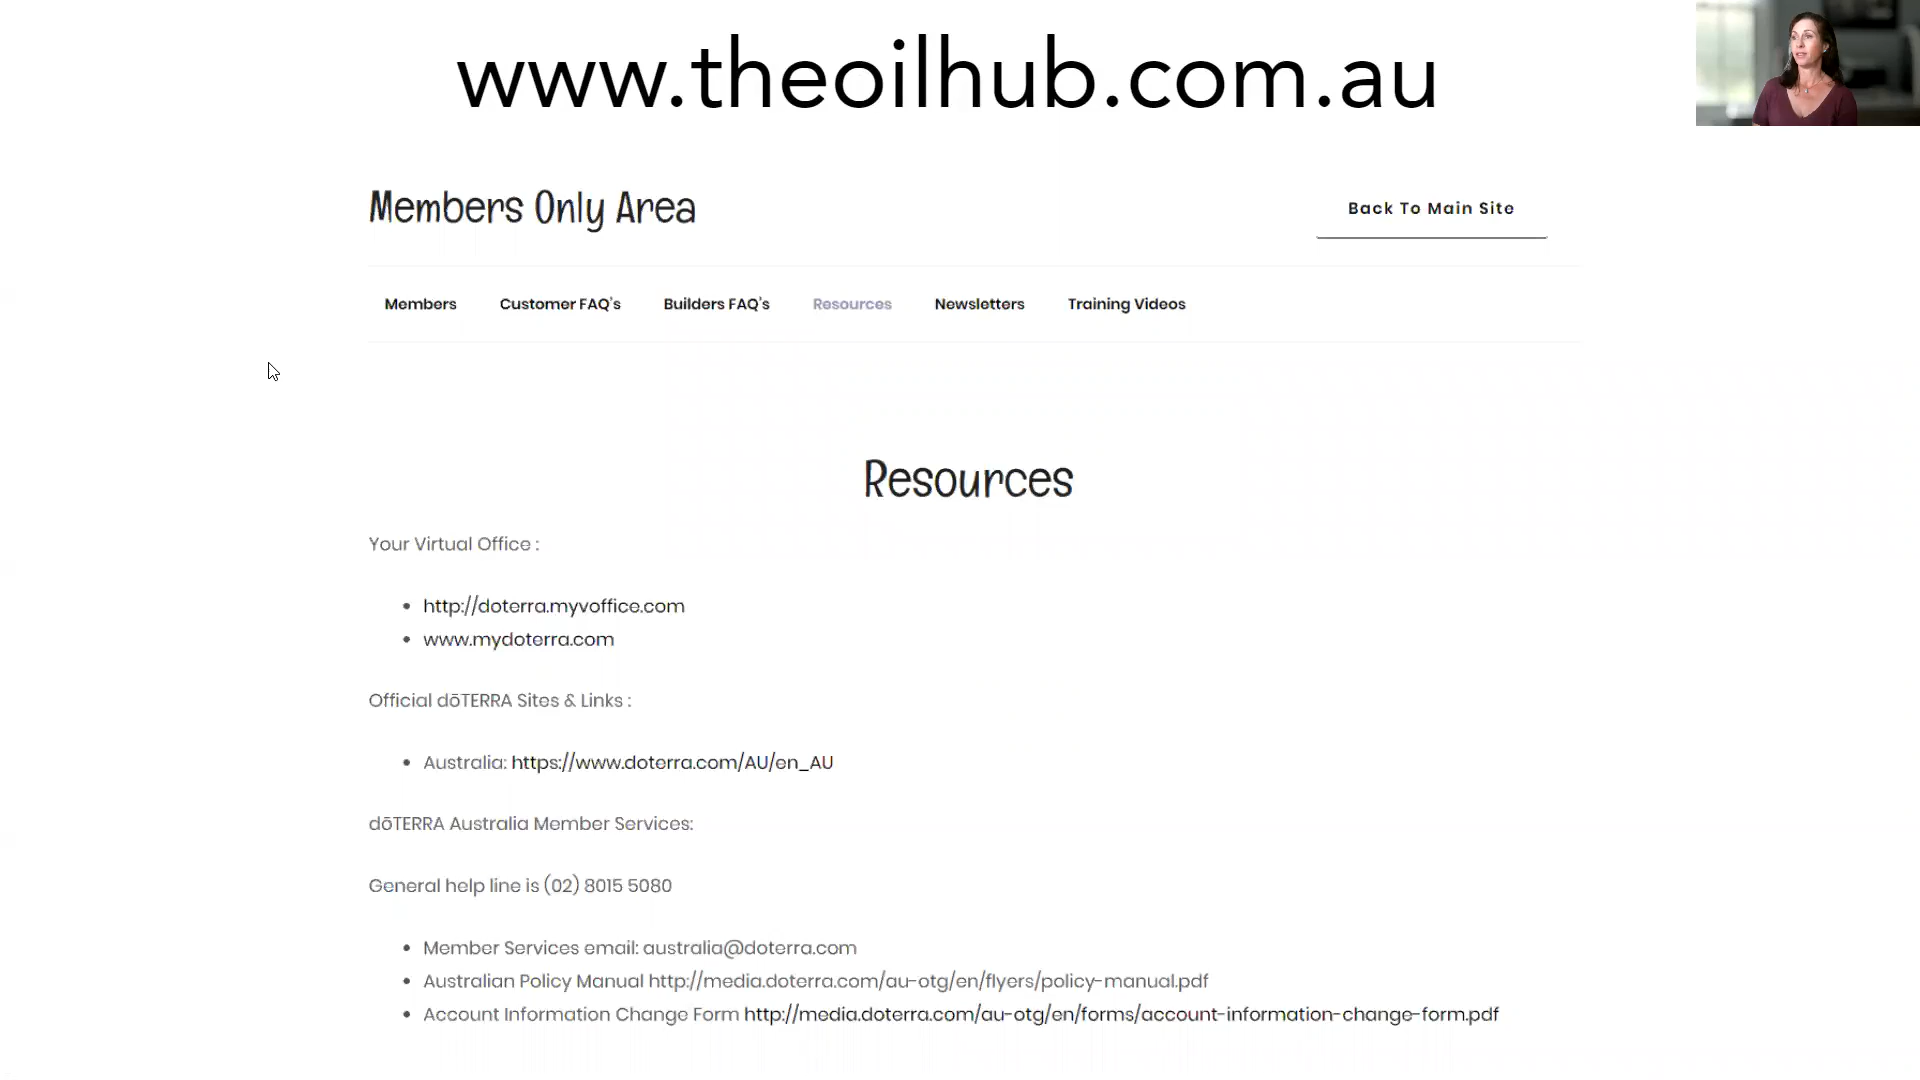 www.theoilhub.com.au
Members Only Area
Back To Main Site
Members Customer FAQ's Builders FAQ's Resources Newsletters Training Videos
Resources
Your Virtual Office :
http://doterra.myvoffice.com
www.mydoterra.com
Official dōTERRA Sites & Links :
Australia: https://www.doterra.com/AU/en_AU
dōTERRA Australia Member Services:
General help line is (02) 8015 5080
Member Services email: australia@doterra.com
Australian Policy Manual http://media.doterra.com/au-otg/en/flyers/policy-manual.pdf
Account Information Change Form http://media.doterra.com/au-otg/en/forms/account-information-change-form.pdf